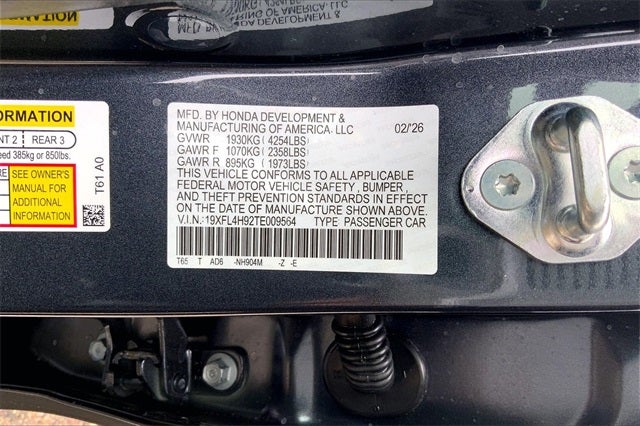 ORMATION
NT 2 | REAR 3
eed 385kg or 850lbs.
SEE OWNER'S
MANUAL FOR
ADDITIONAL
INFORMATION
T61 A0
MFD. BY HONDA DEVELOPMENT &
MANUFACTURING OF AMERICA, LLC 02/'26
GVWR 1930KG(4254LBS)
GAWR F 1070KG(2358LBS)
GAWR R 895KG(1973LBS)
THIS VEHICLE CONFORMS TO ALL APPLICABLE
FEDERAL MOTOR VEHICLE SAFETY, BUMPER,
AND THEFT PREVENTION STANDARDS IN EFFECT
ON THE DATE OF MANUFACTURE SHOWN ABOVE.
V.I.N.:19XFL4H92TE009564 TYPE PASSENGER CAR
T65 T AD6 -NH904M -Z -E